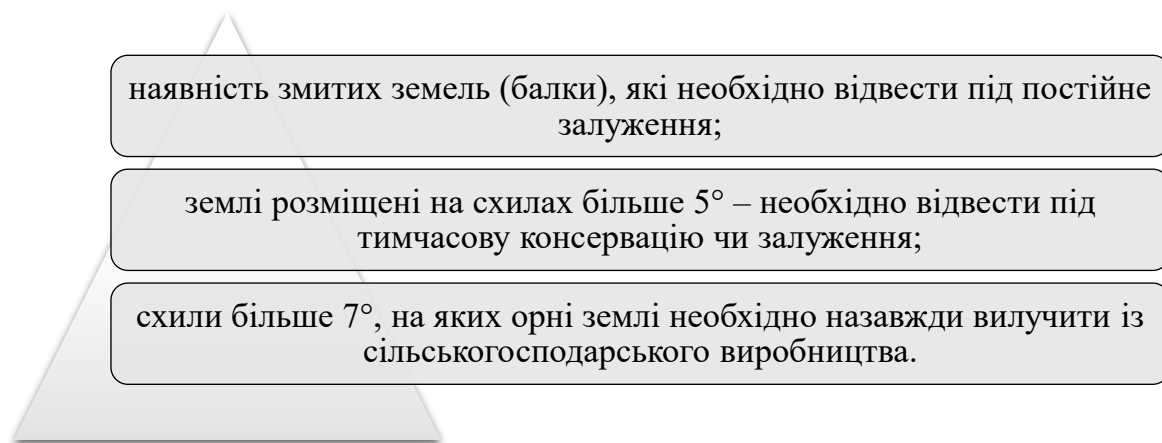 наявність змитих земель (балки), які необхідно відвести під постійне
залуження;
землі розміщені на схилах більше 5° – необхідно відвести під
тимчасову консервацію чи залуження;
схили більше 7°, на яких орні землі необхідно назавжди вилучити із
сільськогосподарського виробництва.